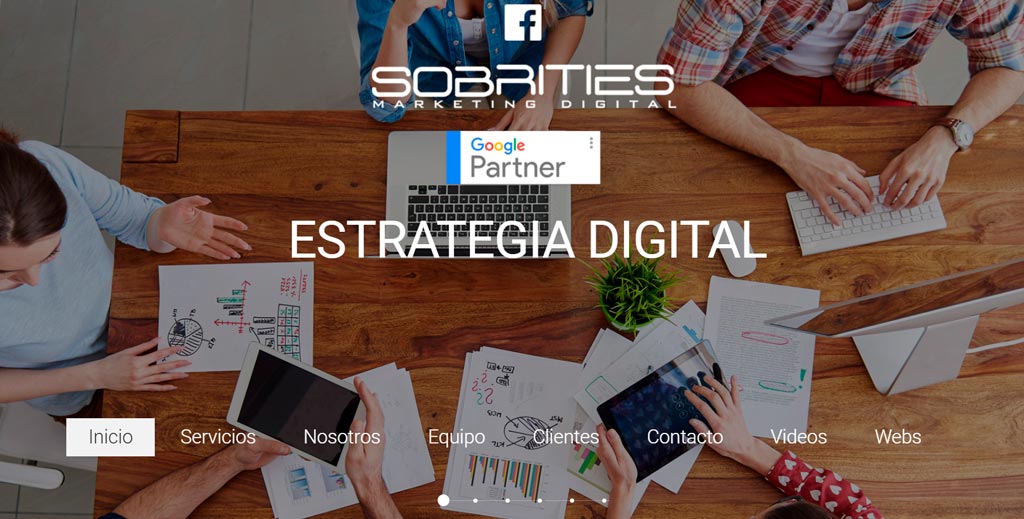 SOBRITIES
MARKETING DIGITAL
Google
Partner
ESTRATEGIA DIGITAL
Inicio
Servicios
Nosotros
Equipo
Clientes
Contacto
Videos
Webs